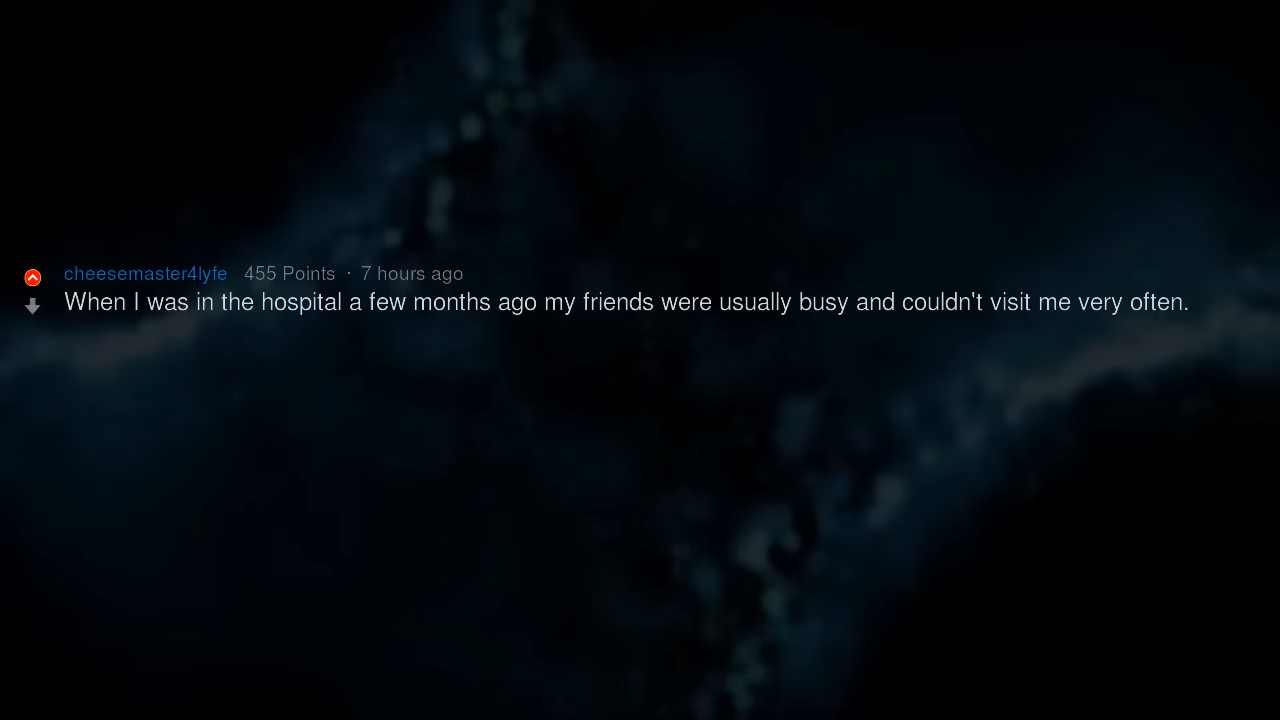 cheesemaster4lyfe 455 Points · 7 hours ago
When I was in the hospital a few months ago my friends were usually busy and couldn't visit me very often.